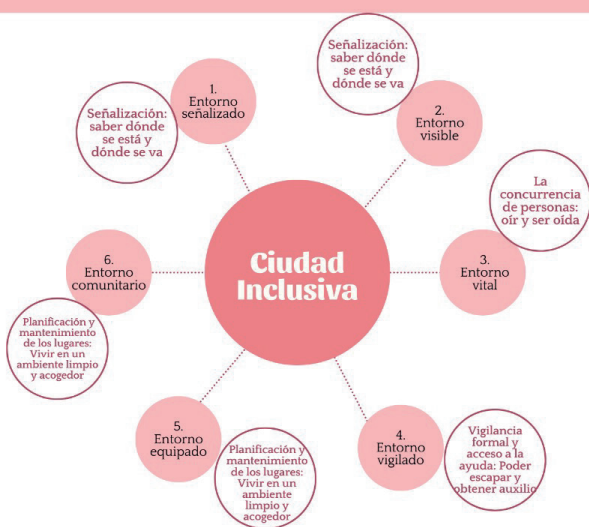 Ciudad
Inclusiva
1.
Entorno
señalizado
Señalización:
saber dónde
se está y
dónde se va
2.
Entorno
visible
Señalización:
saber dónde
se está y
dónde se va
3.
Entorno
vital
La
concurrencia
de personas:
oír y ser oída
4.
Entorno
vigilado
Vigilancia
formal y
acceso a la
ayuda: Poder
escapar y
obtener auxilio
5.
Entorno
equipado
Planificación y
mantenimiento
de los lugares:
Vivir en un
ambiente
limpio y
acogedor
6.
Entorno
comunitario
Planificación y
mantenimiento
de los lugares:
Vivir en un
ambiente limpio
y acogedor